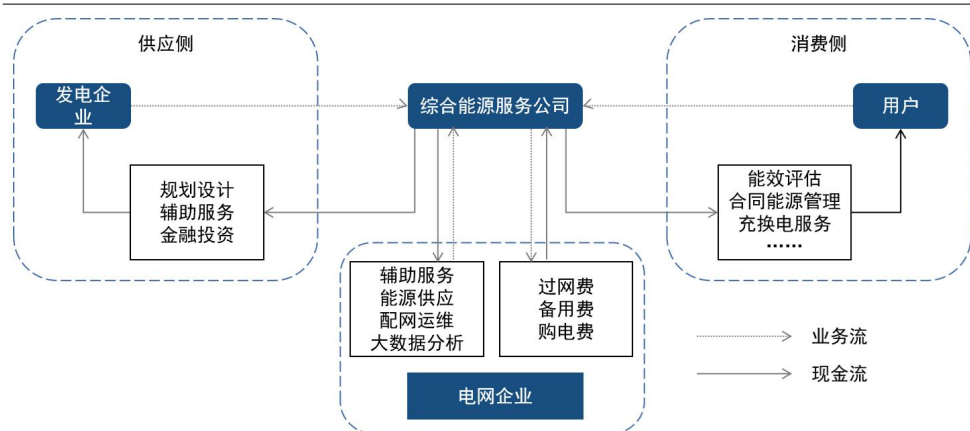 供应侧
消费侧
发电企
业
综合能源服务公司
用户
规划设计
辅助服务
金融投资
能效评估
合同能源管理
充换电服务
……
辅助服务
能源供应
配网运维
大数据分析
过网费
备用费
购电费
业务流
现金流
电网企业